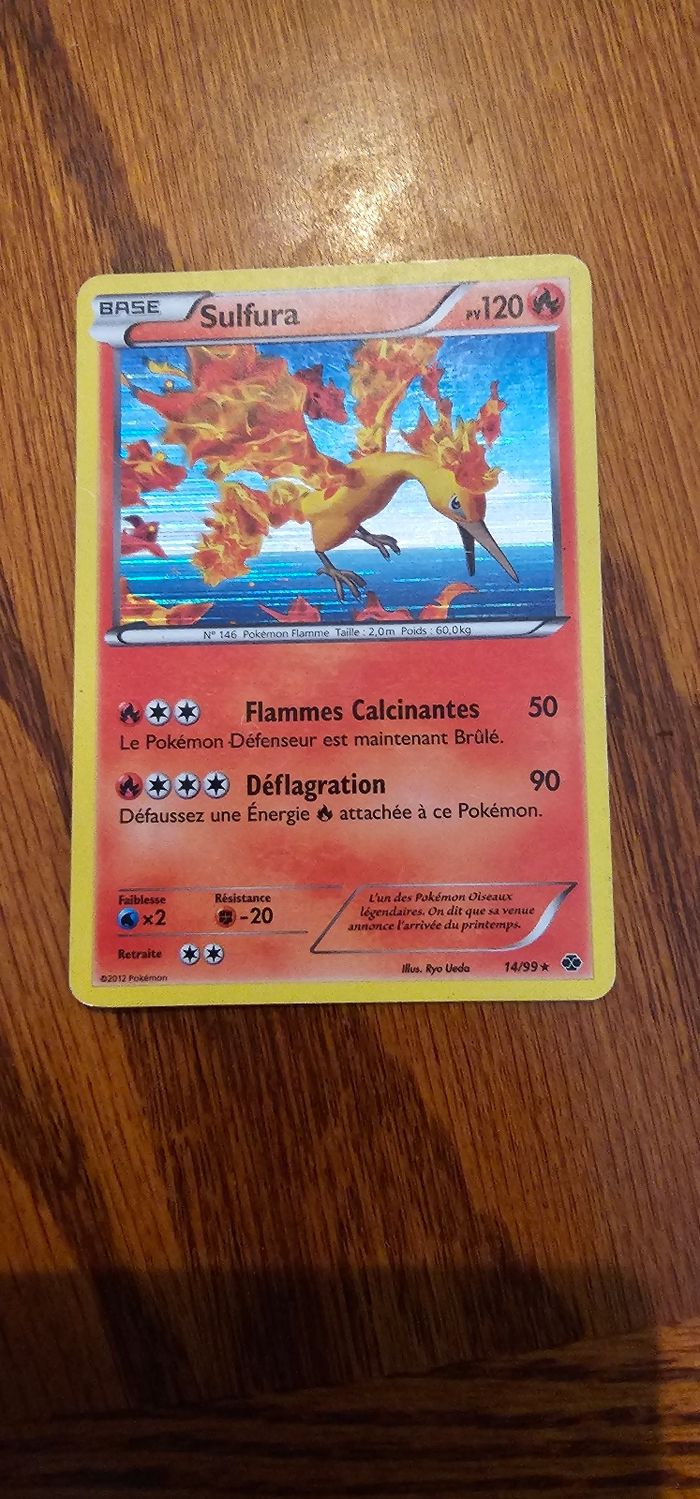 BASE Sulfura PV120
N° 146 Pokémon Flamme Taille : 2,0m Poids : 60,0kg
Flammes Calcinantes 50
Le Pokémon Défenseur est maintenant Brûlé.
Déflagration 90
Défaussez une Énergie attachée à ce Pokémon.
Faiblesse Résistance
×2 -20
Retraite
L'un des Pokémon Oiseaux
légendaires. On dit que sa venue
annonce l'arrivée du printemps.
©2012 Pokémon Illus. Ryo Ueda 14/99★